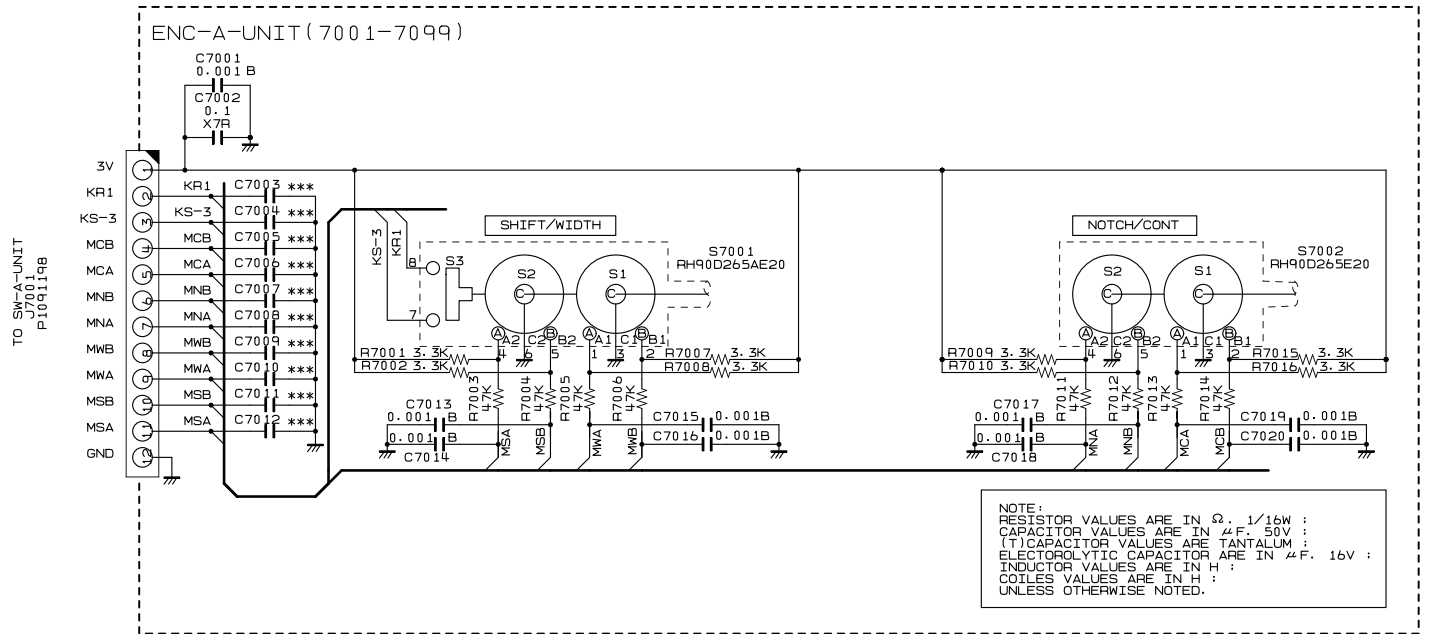 ENC-A-UNIT(7001-7099)
C7001
0.001 B
C7002
0.1
X7R
TO SW-A-UNIT
J7001
P1091198
3V 1
KR1 2 KR1 C7003 ***
KS-3 3 KS-3 C7004 ***
MCB 4 MCB C7005 ***
MCA 5 MCA C7006 ***
MNB 6 MNB C7007 ***
MNA 7 MNA C7008 ***
MWB 8 MWB C7009 ***
MWA 9 MWA C7010 ***
MSB 10 MSB C7011 ***
MSA 11 MSA C7012 ***
GND 12
SHIFT/WIDTH
KS-3
KR1
8
7
S3
S2
S1
C
C
S7001
RH90D265AE20
A A2 C2 B B2 A A1 C1 B B1
4 6 5 1 3 2
R7001 3.3K
R7002 3.3K
R7007 3.3K
R7008 3.3K
R7003 47K
R7004 47K
R7005 47K
R7006 47K
C7013
0.001 B
0.001 B
C7014
C7015 0.001B
C7016 0.001B
MSA
MSB
MWA
MWB
NOTCH/CONT
S2
S1
C
C
S7002
RH90D265E20
A A2 C2 B B2 A A1 C1 B B1
4 6 5 1 3 2
R7009 3.3K
R7010 3.3K
R7015 3.3K
R7016 3.3K
R7011 47K
R7012 47K
R7013 47K
R7014 47K
C7017
0.001 B
0.001 B
C7018
C7019 0.001B
C7020 0.001B
MNA
MNB
MCA
MCB
NOTE:
RESISTOR VALUES ARE IN Ω. 1/16W :
CAPACITOR VALUES ARE IN μF. 50V :
(T)CAPACITOR VALUES ARE TANTALUM :
ELECTOROLYTIC CAPACITOR ARE IN μF. 16V :
INDUCTOR VALUES ARE IN H :
COILES VALUES ARE IN H :
UNLESS OTHERWISE NOTED.